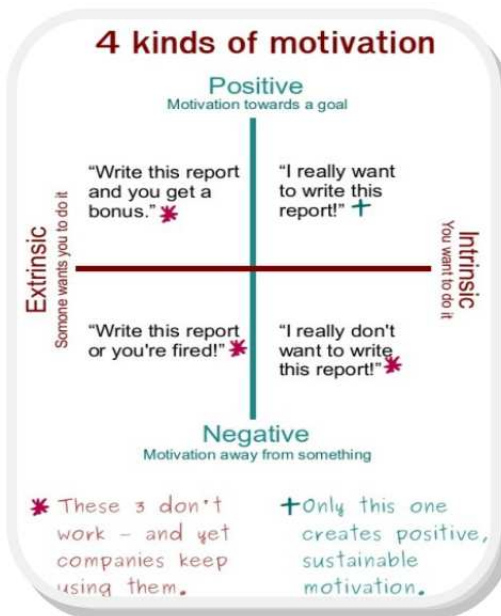 4 kinds of motivation
Positive
Motivation towards a goal
“Write this report
and you get a
bonus.” *
“I really want
to write this
report!” +
Extrinsic
Somone wants you to do it
Intrinsic
You want to do it
“Write this report
or you're fired!” *
“I really don't
want to write
this report!” *
Negative
Motivation away from something
* These 3 don't
work – and yet
companies keep
using them.
+ Only this one
creates positive,
sustainable
motivation.